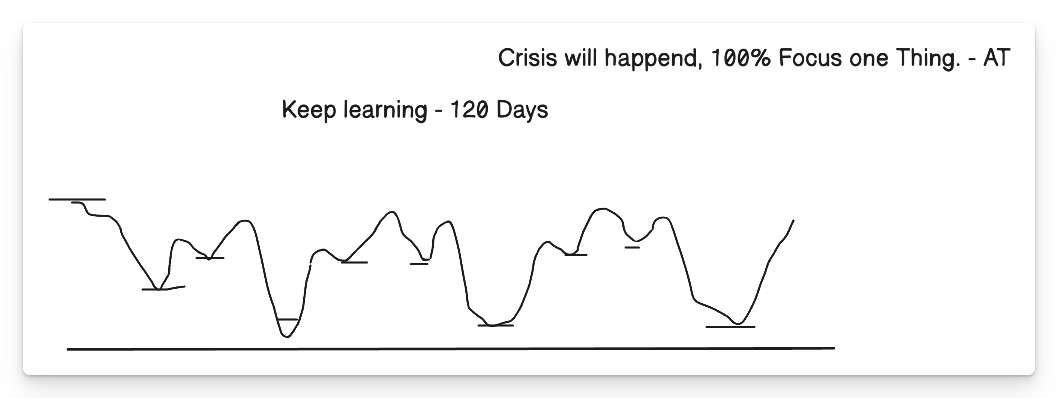 Crisis will happend, 100% Focus one Thing. - AT
Keep learning - 120 Days